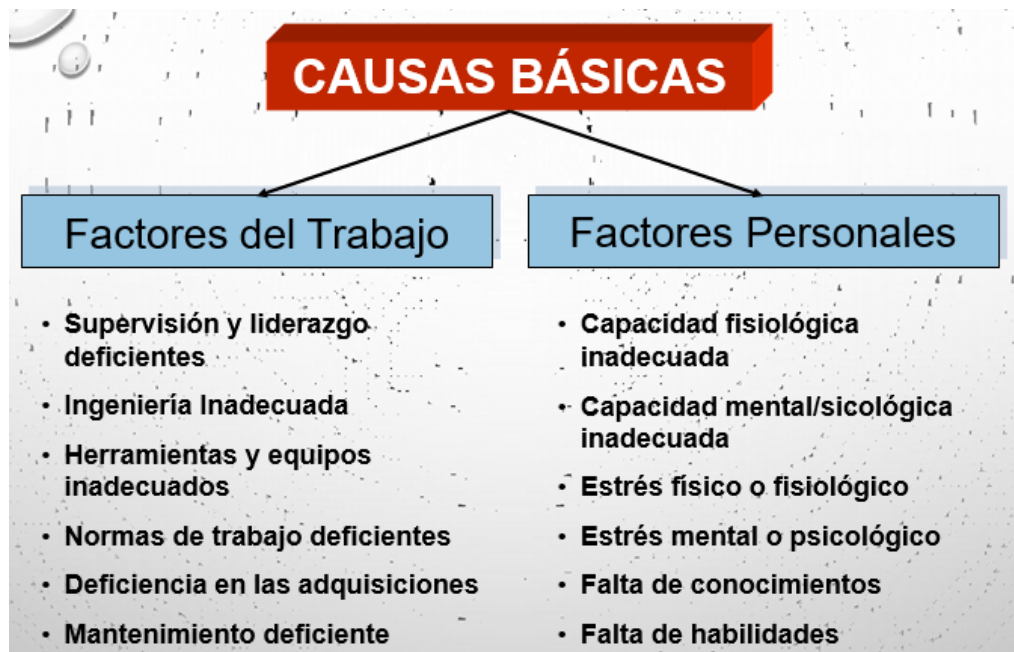 CAUSAS BÁSICAS
Factores del Trabajo
• Supervisión y liderazgo
deficientes
• Ingeniería Inadecuada
• Herramientas y equipos
inadecuados
• Normas de trabajo deficientes
• Deficiencia en las adquisiciones
• Mantenimiento deficiente
Factores Personales
• Capacidad fisiológica
inadecuada
• Capacidad mental/sicológica
inadecuada
• Estrés físico o fisiológico
• Estrés mental o psicológico
• Falta de conocimientos
• Falta de habilidades